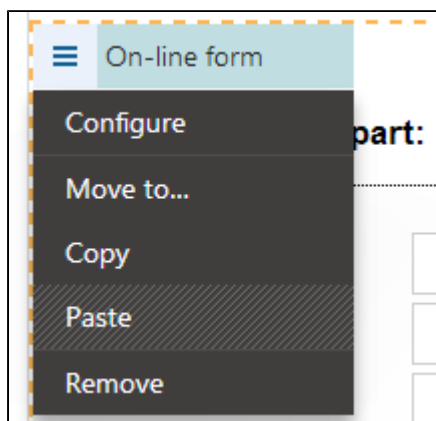 On-line form
Configure
part:
Move to...
Copy
Paste
Remove